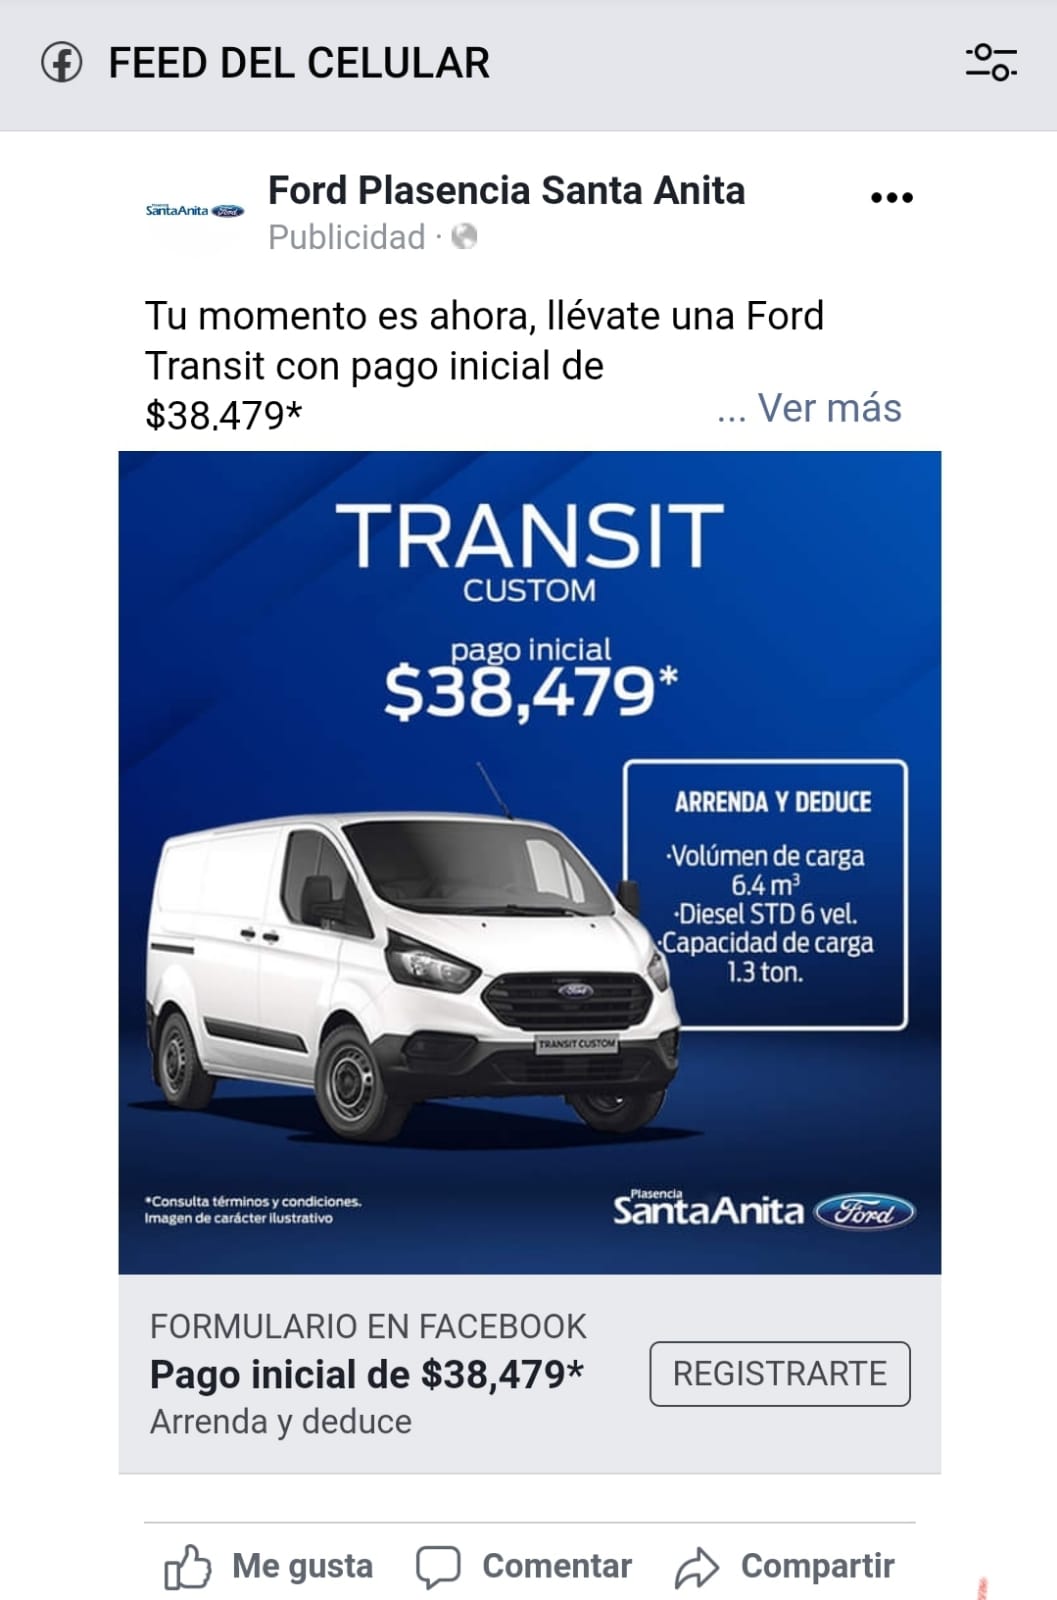 FEED DEL CELULAR
SantaAnita Ford
Ford Plasencia Santa Anita
Publicidad ·
Tu momento es ahora, llévate una Ford
Transit con pago inicial de
$38,479*
... Ver más
TRANSIT
CUSTOM
pago inicial
$38,479*
ARRENDA Y DEDUCE
·Volúmen de carga
6.4 m³
·Diesel STD 6 vel.
·Capacidad de carga
1.3 ton.
Ford
TRANSIT CUSTOM
*Consulta términos y condiciones.
Imagen de carácter ilustrativo
Plasencia
SantaAnita Ford
FORMULARIO EN FACEBOOK
Pago inicial de $38,479*
Arrenda y deduce
REGISTRARTE
Me gusta
Comentar
Compartir